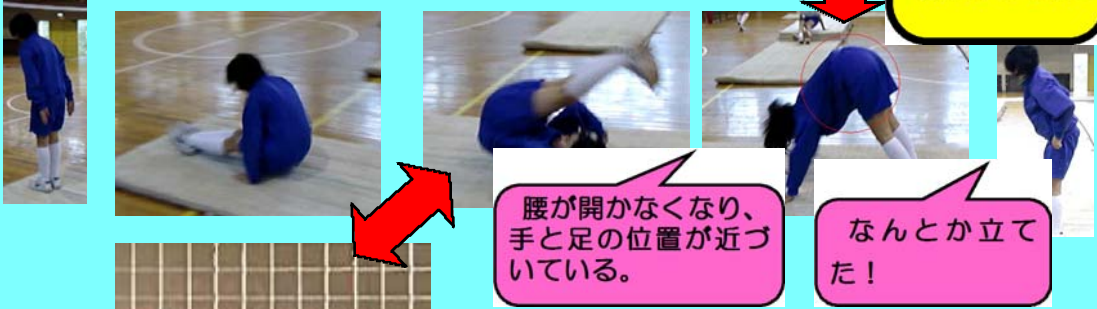 腰が開かなくなり、
手と足の位置が近づ
いている。
なんとか立て
た！